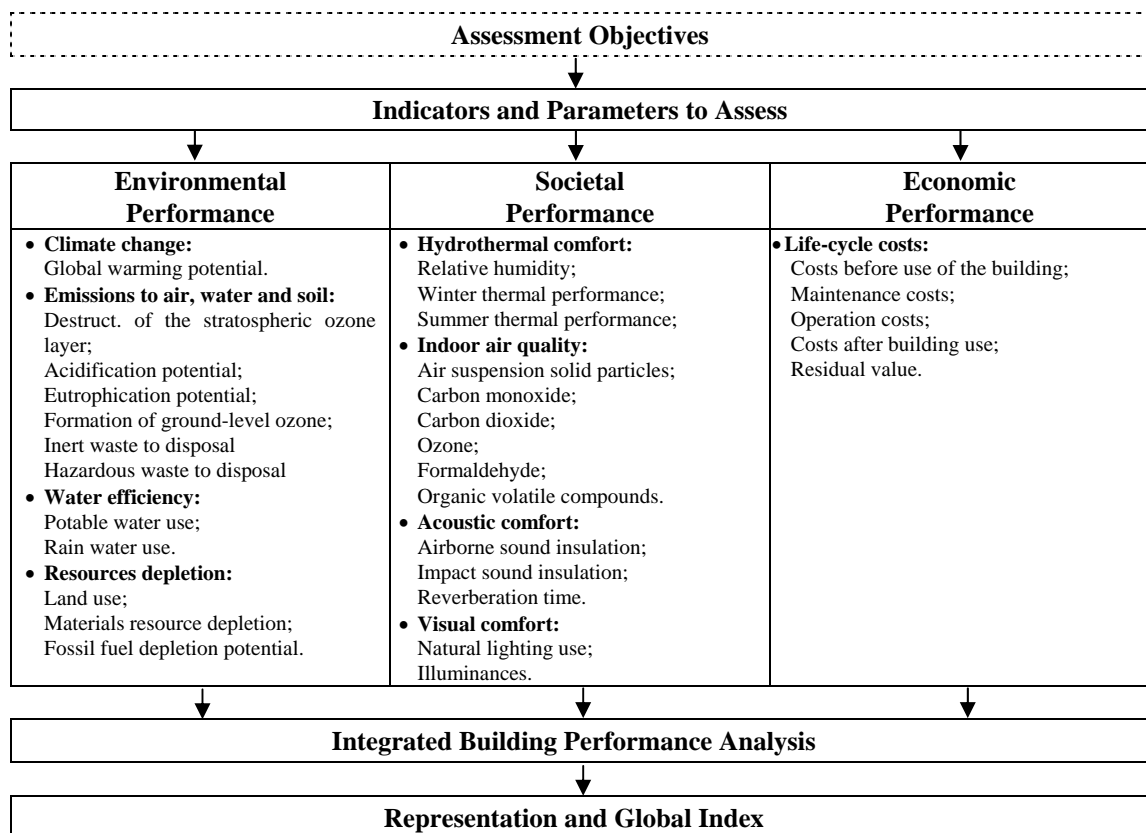 Assessment Objectives
Indicators and Parameters to Assess
Environmental
Performance
• Climate change:
Global warming potential.
• Emissions to air, water and soil:
Destruct. of the stratospheric ozone
layer;
Acidification potential;
Eutrophication potential;
Formation of ground-level ozone;
Inert waste to disposal
Hazardous waste to disposal
• Water efficiency:
Potable water use;
Rain water use.
• Resources depletion:
Land use;
Materials resource depletion;
Fossil fuel depletion potential.
Societal
Performance
• Hydrothermal comfort:
Relative humidity;
Winter thermal performance;
Summer thermal performance;
• Indoor air quality:
Air suspension solid particles;
Carbon monoxide;
Carbon dioxide;
Ozone;
Formaldehyde;
Organic volatile compounds.
• Acoustic comfort:
Airborne sound insulation;
Impact sound insulation;
Reverberation time.
• Visual comfort:
Natural lighting use;
Illuminances.
Economic
Performance
•Life-cycle costs:
Costs before use of the building;
Maintenance costs;
Operation costs;
Costs after building use;
Residual value.
Integrated Building Performance Analysis
Representation and Global Index